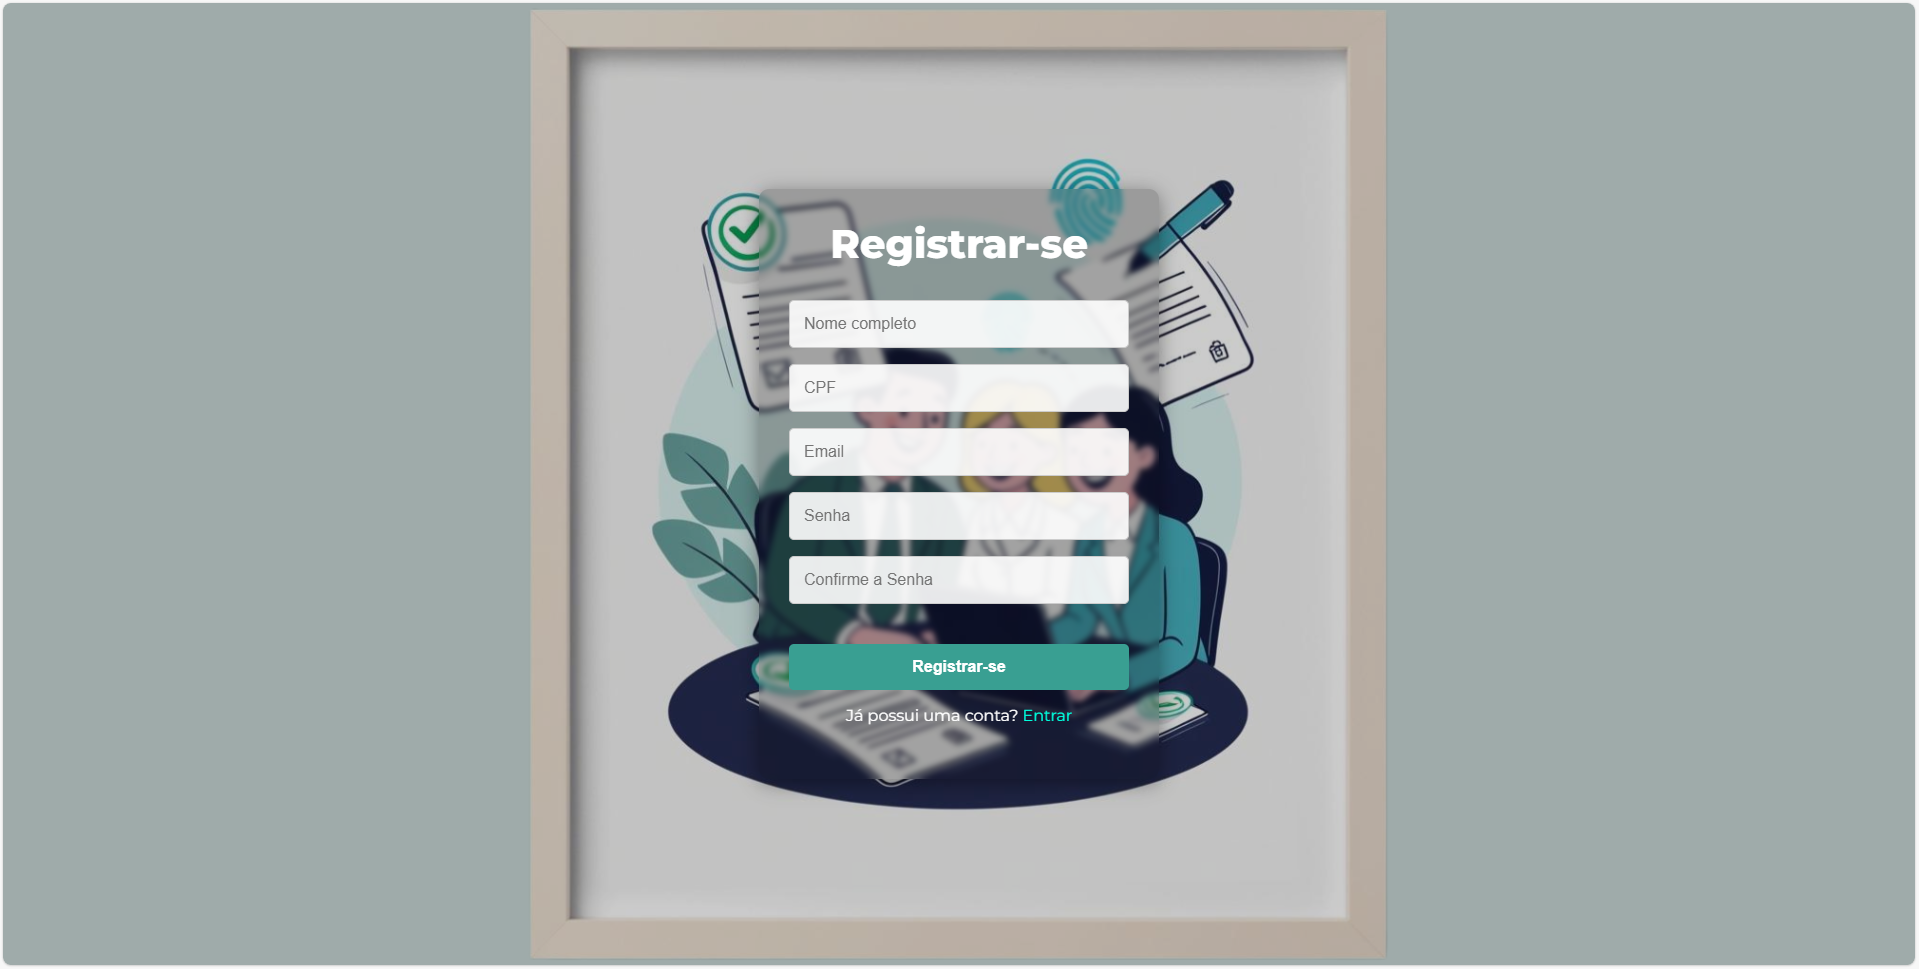 Registrar-se
Nome completo
CPF
Email
Senha
Confirme a Senha
Registrar-se
Já possui uma conta? Entrar